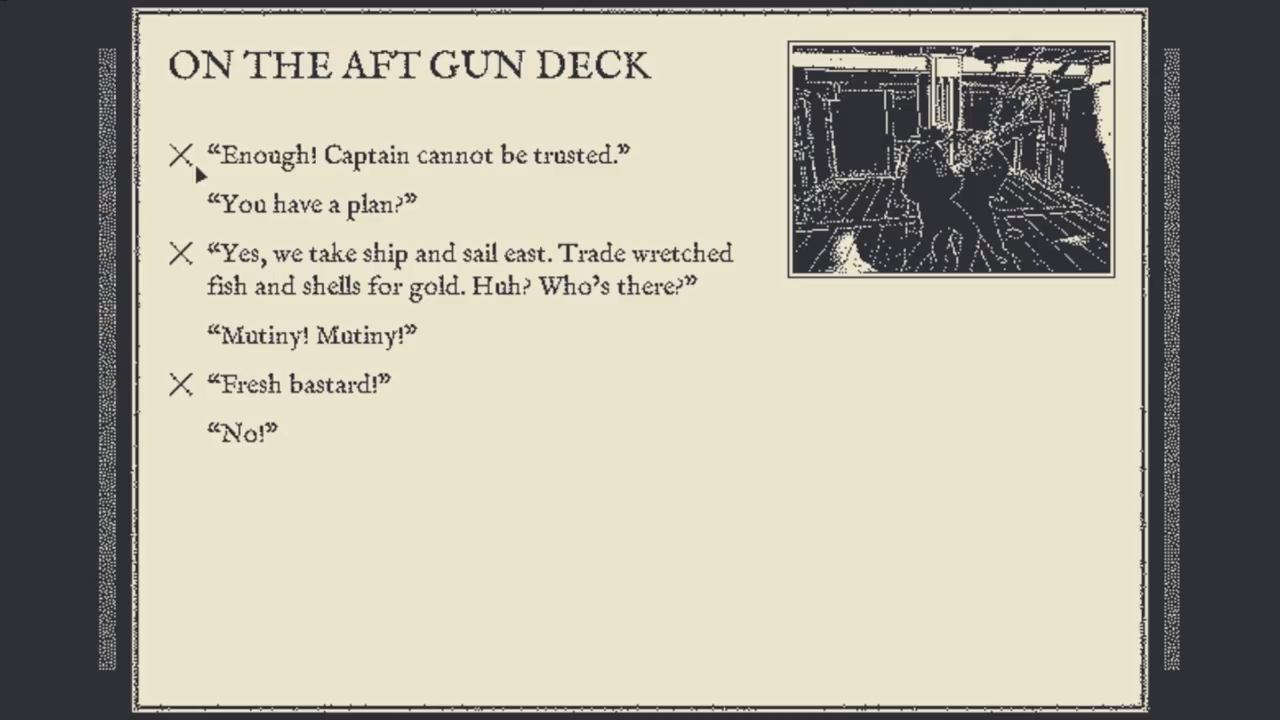 ON THE AFT GUN DECK
“Enough! Captain cannot be trusted.”
“You have a plan?”
“Yes, we take ship and sail east. Trade wretched
fish and shells for gold. Huh? Who’s there?”
“Mutiny! Mutiny!”
“Fresh bastard!”
“No!”